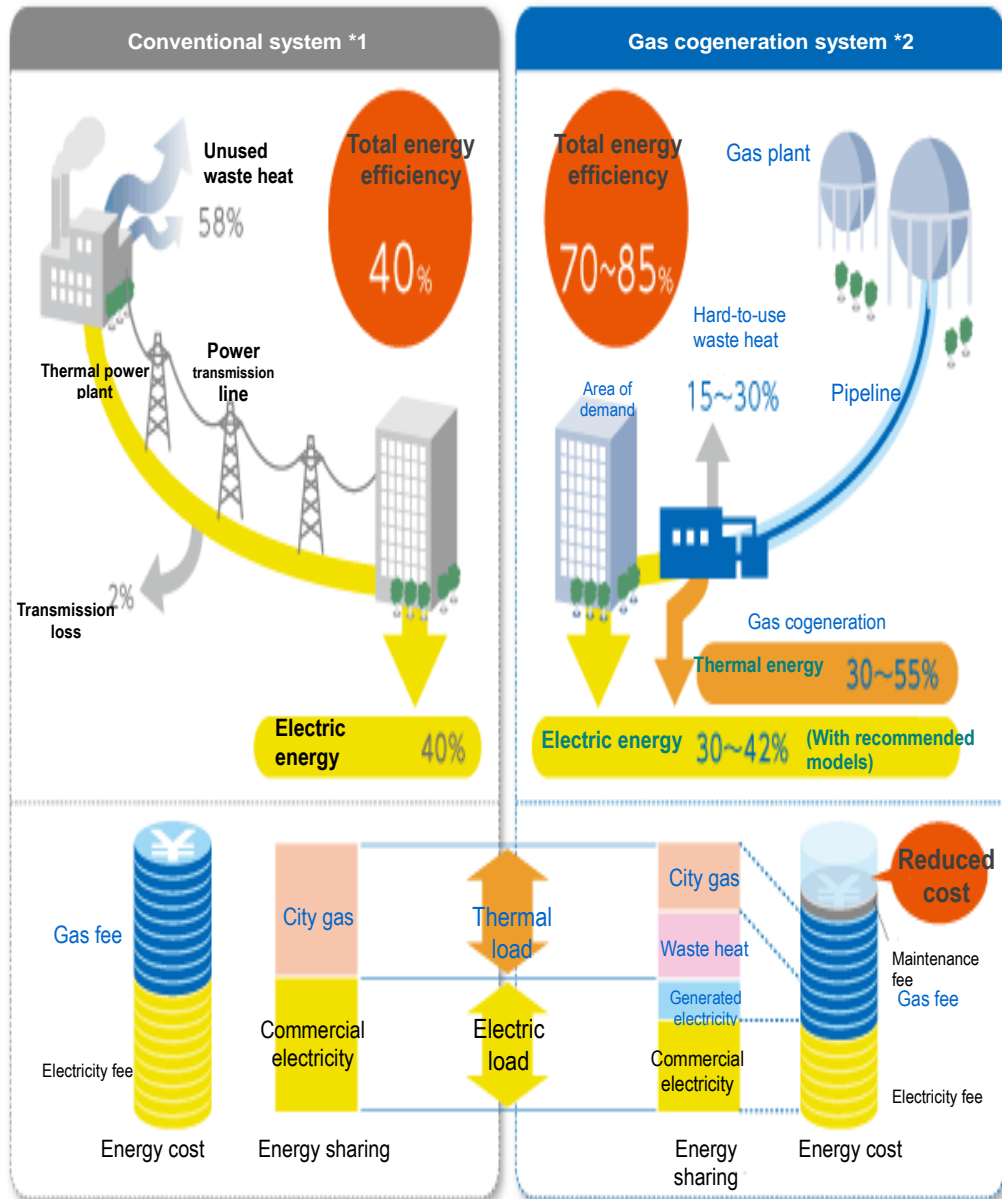 Conventional system *1
Unused
waste heat
58%
Total energy
efficiency
40%
Thermal power
plant
Power
transmission
line
2%
Transmission
loss
Electric
energy
40%
Gas cogeneration system *2
Total energy
efficiency
70~85%
Gas plant
Hard-to-use
waste heat
15~30%
Area of
demand
Pipeline
Gas cogeneration
Thermal energy
30~55%
Electric energy
30~42%
(With recommended
models)
¥
Gas fee
Electricity fee
Energy cost
City gas
Commercial
electricity
Energy sharing
Thermal
load
Electric
load
City gas
Waste heat
Generated
electricity
Commercial
electricity
Energy
sharing
¥
Reduced
cost
Maintenance
fee
Gas fee
Electricity fee
Energy cost